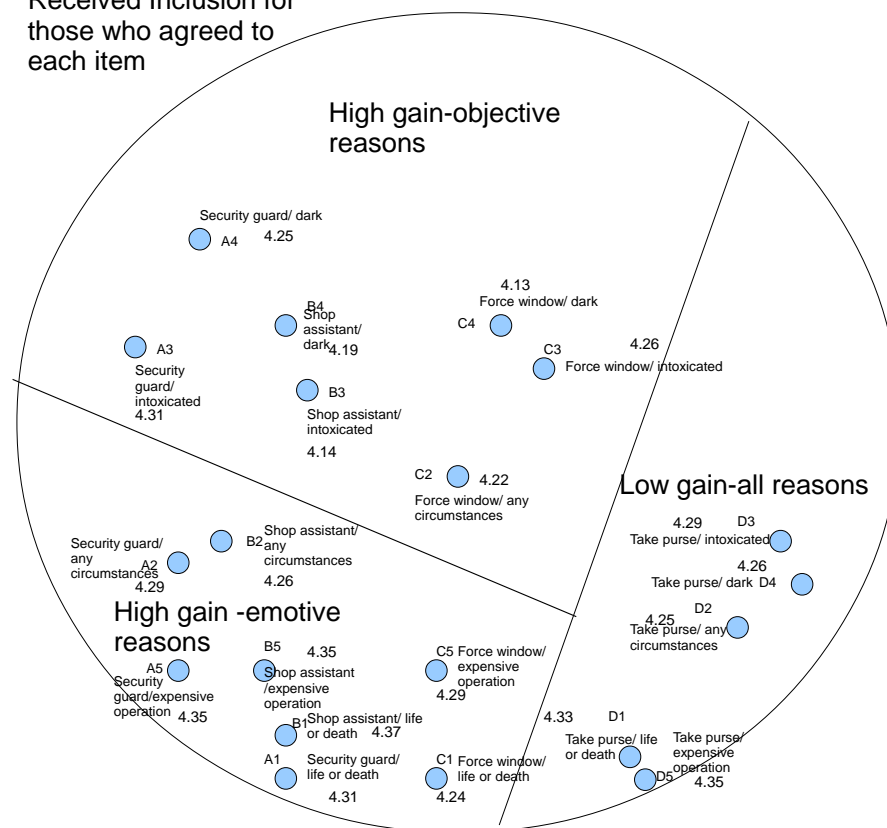 Received Inclusion for
those who agreed to
each item
High gain-objective
reasons
Security guard/ dark
A4
4.25
4.13
Force window/ dark
C4
B4
Shop
assistant/
dark
4.19
4.26
C3
Force window/ intoxicated
A3
Security
guard/
intoxicated
4.31
B3
Shop assistant/
intoxicated
4.14
C2
4.22
Force window/ any
circumstances
Low gain-all reasons
4.29
D3
Take purse/ intoxicated
4.26
Take purse/ dark
D4
D2
4.25
Take purse/ any
circumstances
Security guard/
any
circumstances
A2
4.29
B2
Shop assistant/
any
circumstances
4.26
High gain -emotive
reasons
A5
Security
guard/expensive
operation
4.35
B5
4.35
Shop assistant
/expensive
operation
C5
Force window/
expensive
operation
4.29
B1
Shop assistant/ life
or death
4.37
A1
Security guard/
life or death
4.31
C1
Force window/
life or death
4.24
4.33
D1
Take purse/ life
or death
Take purse/
expensive
operation
D5
4.35